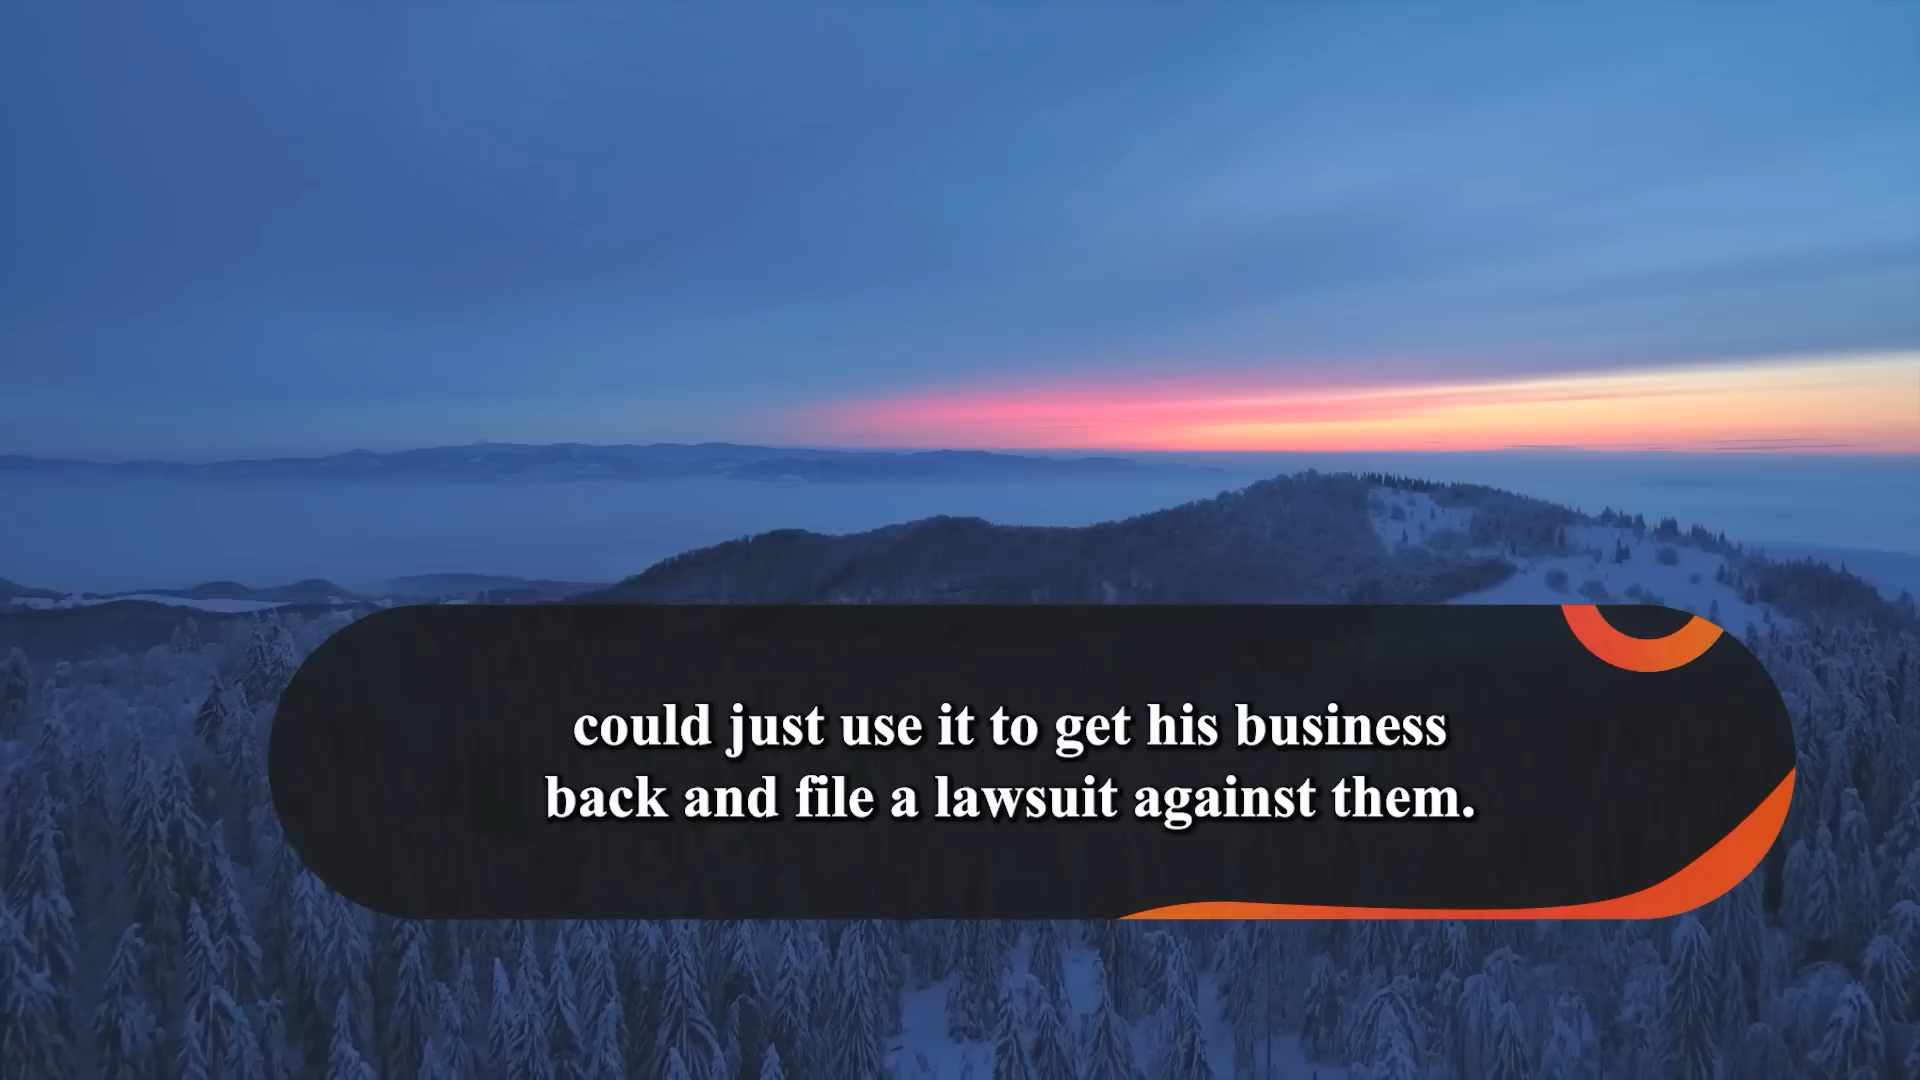 could just use it to get his business
back and file a lawsuit against them.